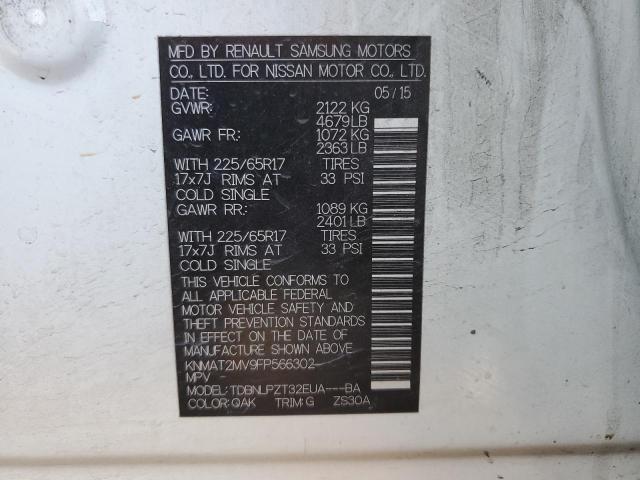 MFD BY RENAULT SAMSUNG MOTORS
CO., LTD. FOR NISSAN MOTOR CO., LTD.
DATE: 05/15
GVWR: 2122 KG
4679 LB
GAWR FR: 1072 KG
2363 LB
WITH 225/65R17 TIRES
17x7J RIMS AT 33 PSI
COLD SINGLE
GAWR RR: 1089 KG
2401 LB
WITH 225/65R17 TIRES
17x7J RIMS AT 33 PSI
COLD SINGLE
THIS VEHICLE CONFORMS TO
ALL APPLICABLE FEDERAL
MOTOR VEHICLE SAFETY AND
THEFT PREVENTION STANDARDS
IN EFFECT ON THE DATE OF
MANUFACTURE SHOWN ABOVE
KNMAT2MV9FP566302
MPV
MODEL: TDBNLPZT32EUA---BA
COLOR: QAK TRIM: G ZS30A